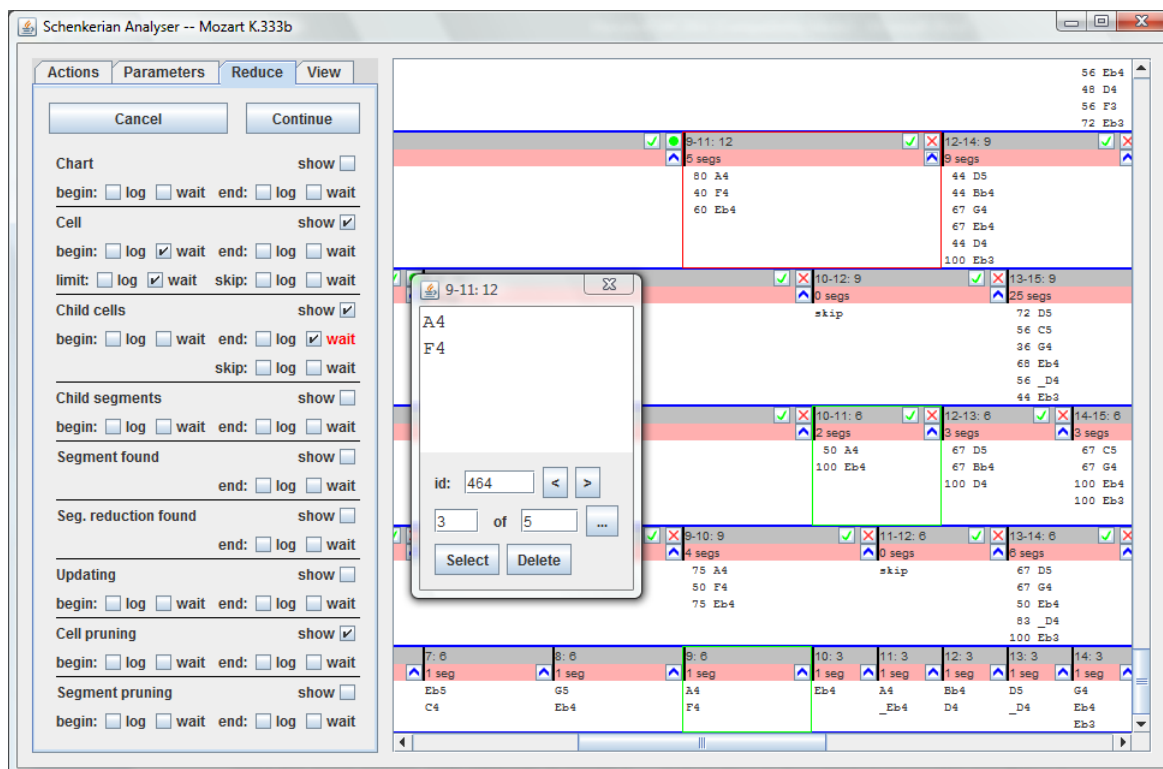 Schenkerian Analyser -- Mozart K.333b
Actions Parameters Reduce View
Cancel Continue
Chart show
begin: log wait end: log wait
Cell show
begin: log wait end: log wait
limit: log wait skip: log wait
Child cells show
begin: log wait end: log wait
skip: log wait
Child segments show
begin: log wait end: log wait
Segment found show
end: log wait
Seg. reduction found show
end: log wait
Updating show
begin: log wait end: log wait
Cell pruning show
begin: log wait end: log wait
Segment pruning show
begin: log wait end: log wait
56 Eb4
48 D4
56 F3
72 Eb3
9-11: 12 12-14: 9
5 segs 9 segs
80 A4 44 D5
40 F4 44 Bb4
60 Eb4 67 G4
67 Eb4
44 D4
100 Eb3
10-12: 9 13-15: 9
0 segs 25 segs
skip 72 D5
56 C5
36 G4
68 Eb4
56 _D4
44 Eb3
10-11: 6 12-13: 6 14-15: 6
2 segs 3 segs 3 segs
50 A4 67 D5 67 C5
100 Eb4 67 Bb4 67 G4
100 D4 100 Eb4
100 Eb3
9-10: 9 11-12: 6 13-14: 6
4 segs 0 segs 6 segs
75 A4 skip 67 D5
50 F4 67 G4
75 Eb4 50 Eb4
83 _D4
100 Eb3
7: 6 8: 6 9: 6 10: 3 11: 3 12: 3 13: 3 14: 3
1 seg 1 seg 1 seg 1 seg 1 seg 1 seg 1 seg 1 seg
Eb5 G5 A4 Eb4 A4 Bb4 D5 G4
C4 Eb4 F4 _Eb4 D4 _D4 Eb4
Eb3
9-11: 12
A4
F4
id: 464 < >
3 of 5 ...
Select Delete